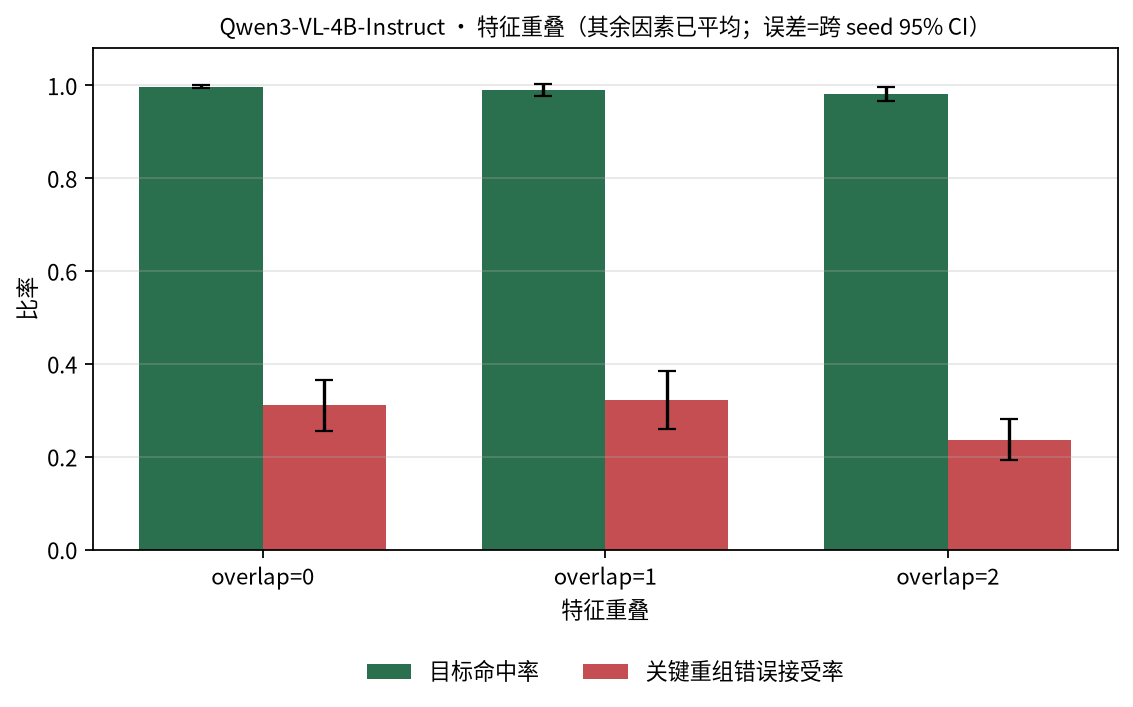 Qwen3-VL-4B-Instruct · 特征重叠（其余因素已平均；误差=跨 seed 95% CI）
比率
1.0
0.8
0.6
0.4
0.2
0.0
overlap=0
overlap=1
overlap=2
特征重叠
目标命中率
关键重组错误接受率